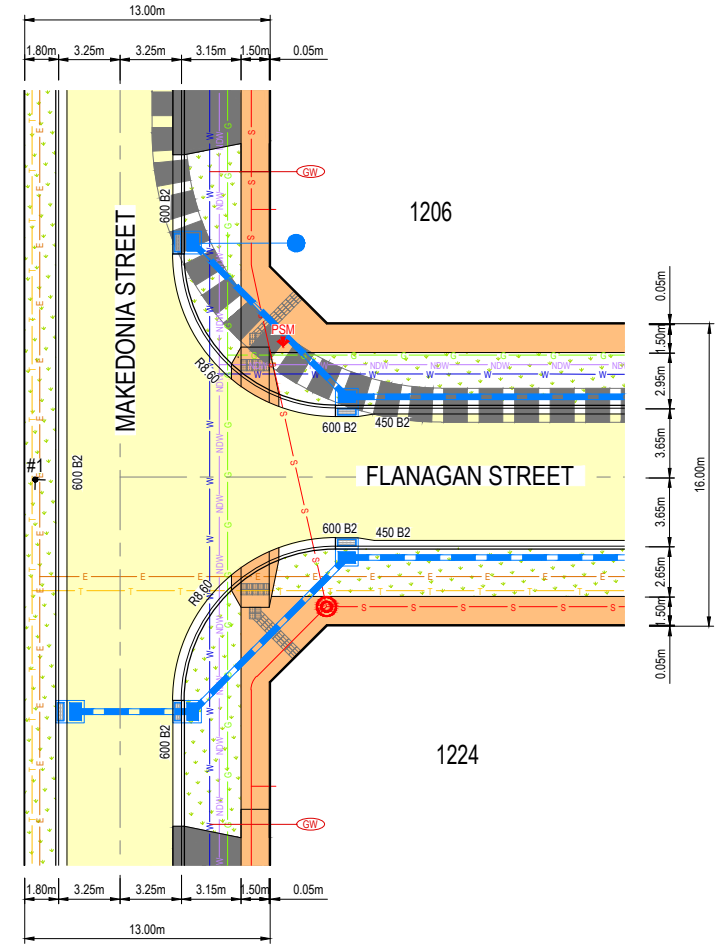 13.00m
1.80m 3.25m 3.25m 3.15m 1.50m 0.05m
MAKEDONIA STREET
600 B2
GW
1206
PSM
R8.60
600 B2
450 B2
NDW
NDW
NDW
G
G
G
W
W
W
S
S
S
T
E
0.05m
1.50m
2.95m
3.65m
16.00m
3.65m
2.65m
1.50m
0.05m
#1
600 B2
FLANAGAN STREET
600 B2
450 B2
R8.60
E E E E E E
T T T T T T
S S S S S
600 B2
1224
GW
1.80m 3.25m 3.25m 3.15m 1.50m 0.05m
13.00m